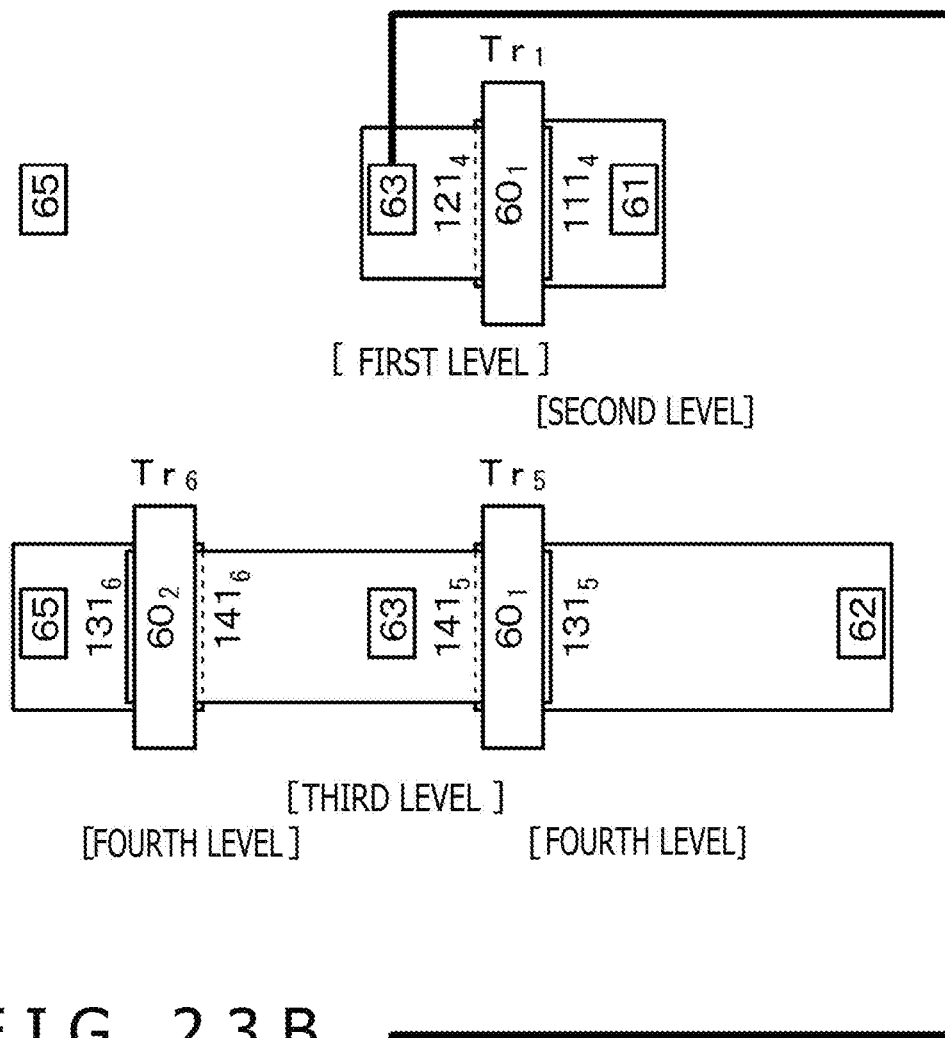 Tr1
65 63 1214 601 1114 61
[ FIRST LEVEL ]
[SECOND LEVEL]
Tr6 Tr5
65 1316 602 1416 63 1415 601 1315 62
[THIRD LEVEL ]
[FOURTH LEVEL] [FOURTH LEVEL]
FIG 23B